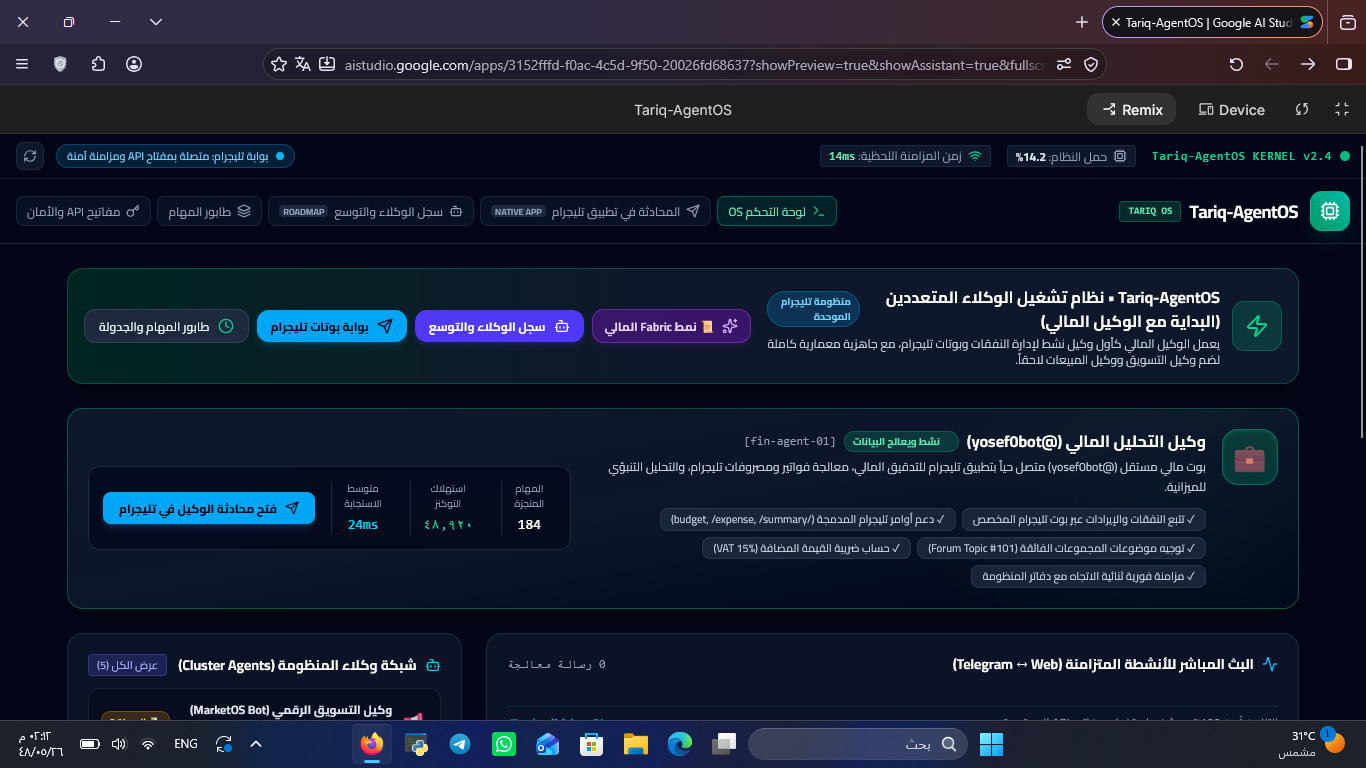 Tariq-AgentOS | Google AI Stud
aistudio.google.com/apps/3152fffd-f0ac-4c5d-9f50-20026fd68637?showPreview=true&showAssistant=true&fullscr
Tariq-AgentOS
Remix
Device
Tariq-AgentOS KERNEL v2.4
حمل النظام: 14.2%
زمن المزامنة اللحظية: 14ms
بوابة تليجرام: متصلة بمفتاح API ومزامنة آمنة
Tariq-AgentOS
TARIQ OS
لوحة التحكم OS
المحادثة في تطبيق تليجرام NATIVE APP
سجل الوكلاء والتوسع ROADMAP
طابور المهام
مفاتيح API والأمان
Tariq-AgentOS • نظام تشغيل الوكلاء المتعددين
(البداية مع الوكيل المالي)
منظومة تليجرام
الموحدة
يعمل الوكيل المالي كأول وكيل نشط لإدارة النفقات وبوتات تليجرام، مع جاهزية معمارية كاملة
لضم وكيل التسويق ووكيل المبيعات لاحقاً.
📜 نمط Fabric المالي
سجل الوكلاء والتوسع
بوابة بوتات تليجرام
طابور المهام والجدولة
وكيل التحليل المالي (@yosef0bot)
نشط ويعالج البيانات
[fin-agent-01]
بوت مالي مستقل (@yosef0bot) متصل حياً بتطبيق تليجرام للتدقيق المالي، معالجة فواتير ومصروفات تليجرام، والتحليل التنبؤي
للميزانية.
✓ تتبع النفقات والإيرادات عبر بوت تليجرام المخصص
✓ دعم أوامر تليجرام المدمجة (/budget, /expense, /summary)
✓ توجيه موضوعات المجموعات الفائقة (Forum Topic #101)
✓ حساب ضريبة القيمة المضافة (VAT 15%)
✓ مزامنة فورية ثنائية الاتجاه مع دفاتر المنظومة
المهام
المنجزة
184
استهلاك
التوكنز
٤٨,٩٢٠
متوسط
الاستجابة
24ms
فتح محادثة الوكيل في تليجرام
البث المباشر للأنشطة المتزامنة (Telegram ↔ Web)
0 رسالة معالجة
شبكة وكلاء المنظومة (Cluster Agents)
عرض الكل (5)
وكيل التسويق الرقمي (MarketOS Bot)
31°C
مشمس
1
بحث
ENG
٠٢:١٢ م
٤٨/٠٥/٢٦